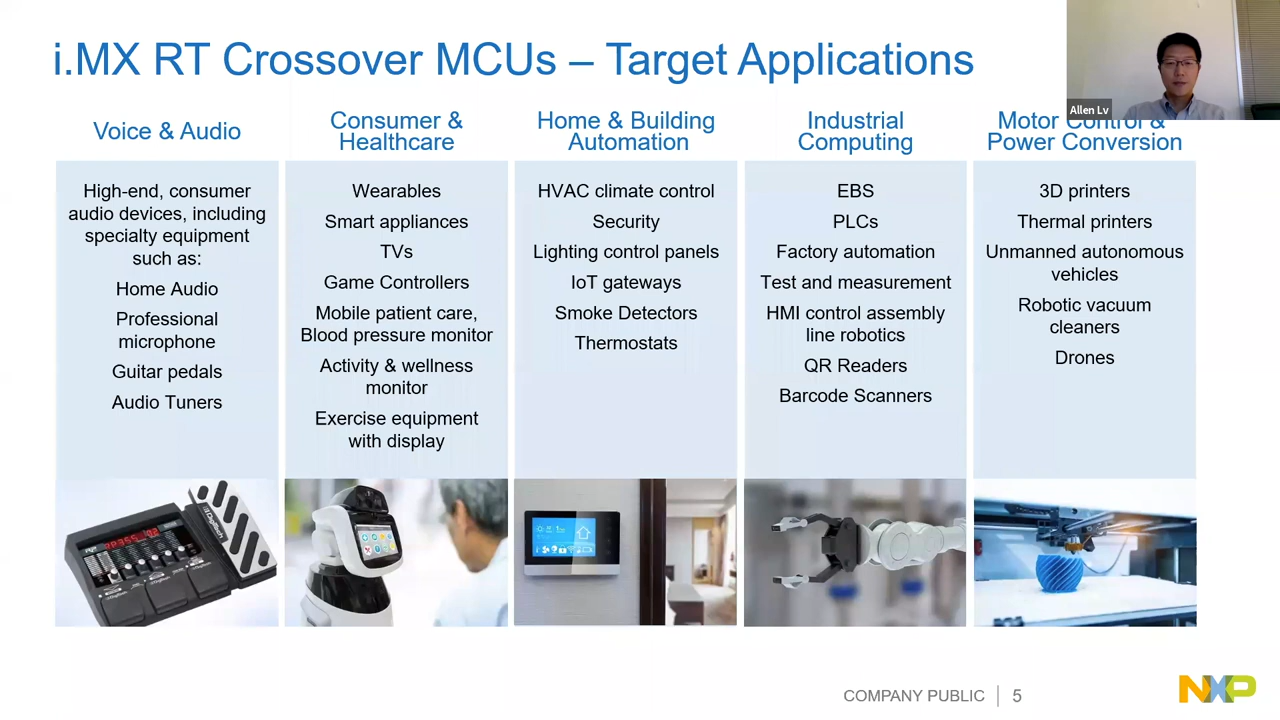 i.MX RT Crossover MCUs – Target Applications
Allen Lv
Voice & Audio
High-end, consumer
audio devices, including
specialty equipment
such as:
Home Audio
Professional
microphone
Guitar pedals
Audio Tuners
Consumer &
Healthcare
Wearables
Smart appliances
TVs
Game Controllers
Mobile patient care,
Blood pressure monitor
Activity & wellness
monitor
Exercise equipment
with display
Home & Building
Automation
HVAC climate control
Security
Lighting control panels
IoT gateways
Smoke Detectors
Thermostats
Industrial
Computing
EBS
PLCs
Factory automation
Test and measurement
HMI control assembly
line robotics
QR Readers
Barcode Scanners
Motor Control &
Power Conversion
3D printers
Thermal printers
Unmanned autonomous
vehicles
Robotic vacuum
cleaners
Drones
DigiTech
COMPANY PUBLIC
5
NXP